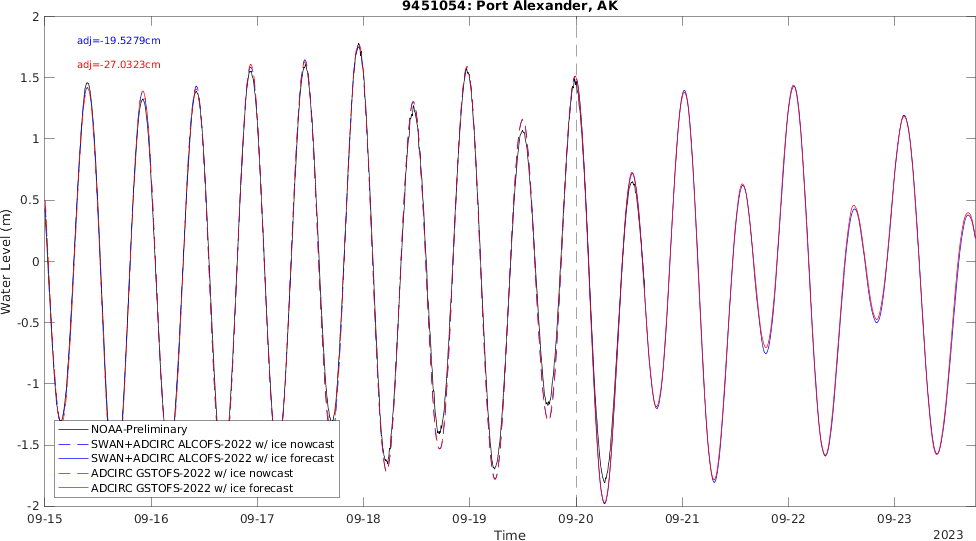 9451054: Port Alexander, AK
2
1.5
1
0.5
0
-0.5
-1
-1.5
-2
Water Level (m)
adj=-19.5279cm
adj=-27.0323cm
NOAA-Preliminary
SWAN+ADCIRC ALCOFS-2022 w/ ice nowcast
SWAN+ADCIRC ALCOFS-2022 w/ ice forecast
ADCIRC GSTOFS-2022 w/ ice nowcast
ADCIRC GSTOFS-2022 w/ ice forecast
09-15 09-16 09-17 09-18 09-19 09-20 09-21 09-22 09-23
Time
2023